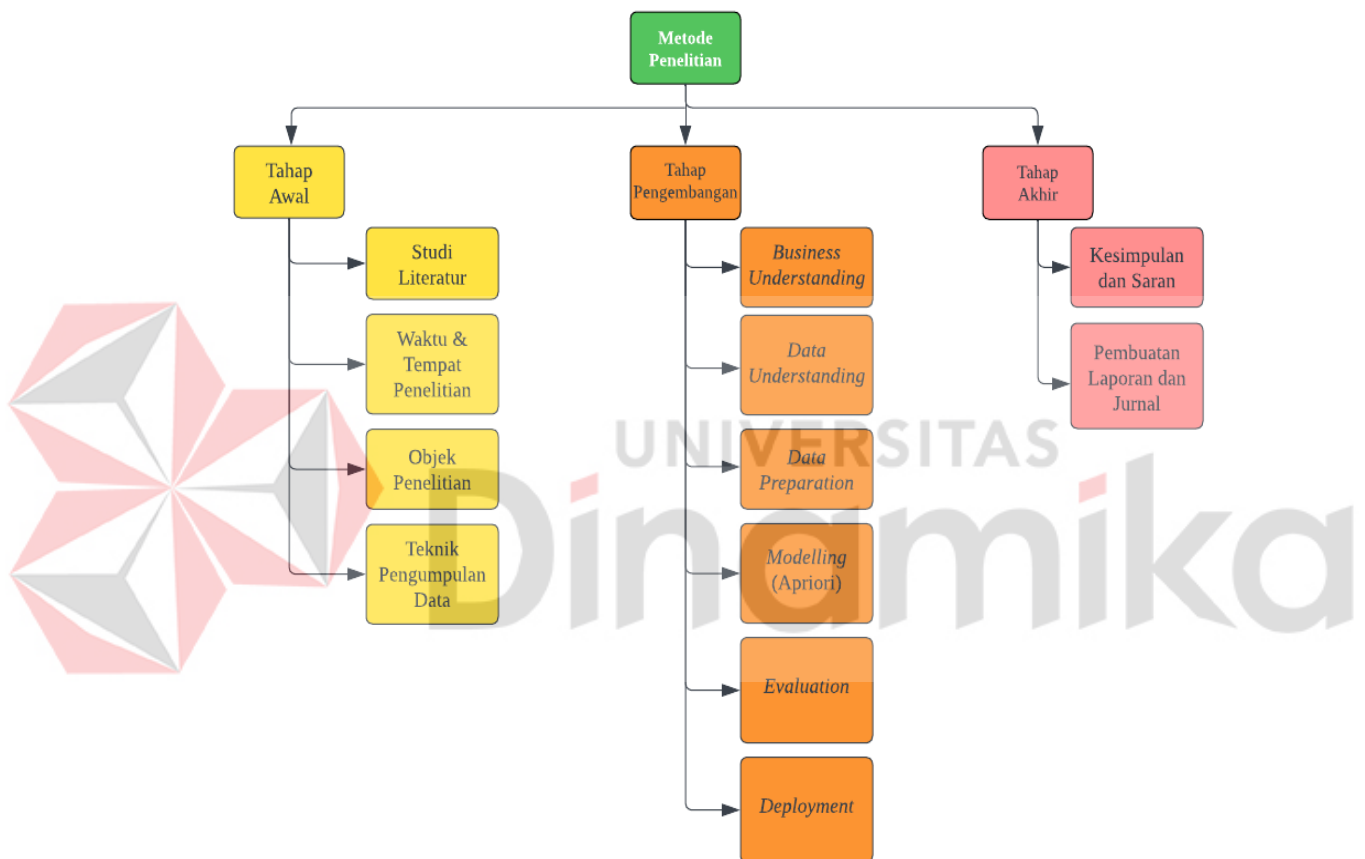 Metode
Penelitian
Tahap
Awal
Studi
Literatur
Waktu &
Tempat
Penelitian
Objek
Penelitian
Teknik
Pengumpulan
Data
Tahap
Pengembangan
Business
Understanding
Data
Understanding
Data
Preparation
Modelling
(Apriori)
Evaluation
Deployment
Tahap
Akhir
Kesimpulan
dan Saran
Pembuatan
Laporan dan
Jurnal
UNIVERSITAS
Dinamika